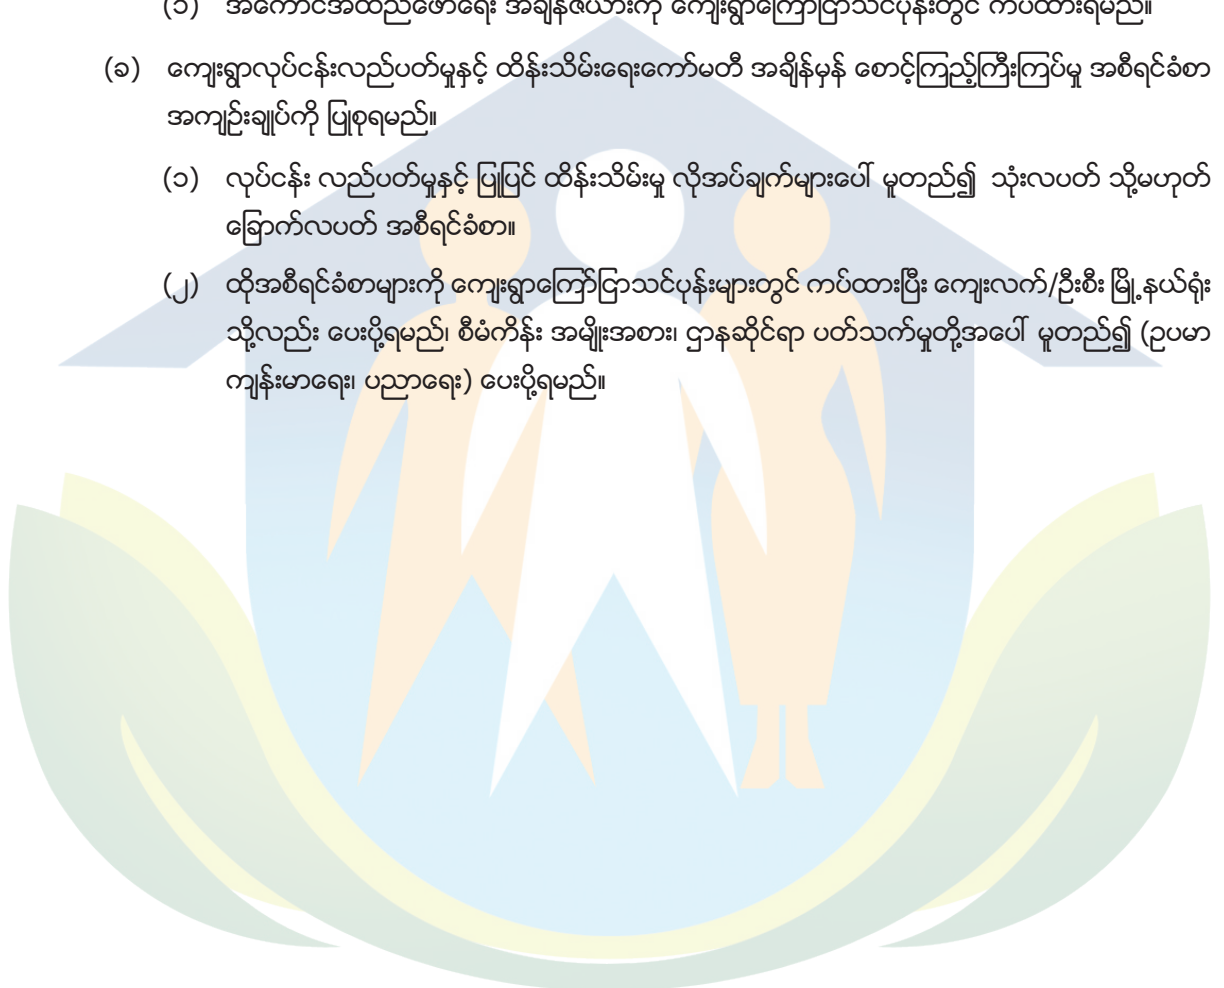 (၁) အကောင်အထည်ဖော်ရေး အချိန်ဇယားကို ကျေးရွာကြော်ငြာသင်ပုန်းတွင် ကပ်ထားရမည်။
(ခ) ကျေးရွာလုပ်ငန်းလည်ပတ်မှုနှင့် ထိန်းသိမ်းရေးကော်မတီ အချိန်မှန် စောင့်ကြည့်ကြီးကြပ်မှု အစီရင်ခံစာ
အကျဉ်းချုပ်ကို ပြုစုရမည်။
(၁) လုပ်ငန်း လည်ပတ်မှုနှင့် ပြုပြင် ထိန်းသိမ်းမှု လိုအပ်ချက်များပေါ် မူတည်၍ သုံးလပတ် သို့မဟုတ်
ခြောက်လပတ် အစီရင်ခံစာ။
(၂) ထိုအစီရင်ခံစာများကို ကျေးရွာကြော်ငြာသင်ပုန်းများတွင် ကပ်ထားပြီး ကျေးလက်/ဦးစီး မြို့နယ်ရုံး
သို့လည်း ပေးပို့ရမည်၊ စီမံကိန်း အမျိုးအစား၊ ဌာနဆိုင်ရာ ပတ်သက်မှုတို့အပေါ် မူတည်၍ (ဥပမာ
ကျန်းမာရေး၊ ပညာရေး) ပေးပို့ရမည်။